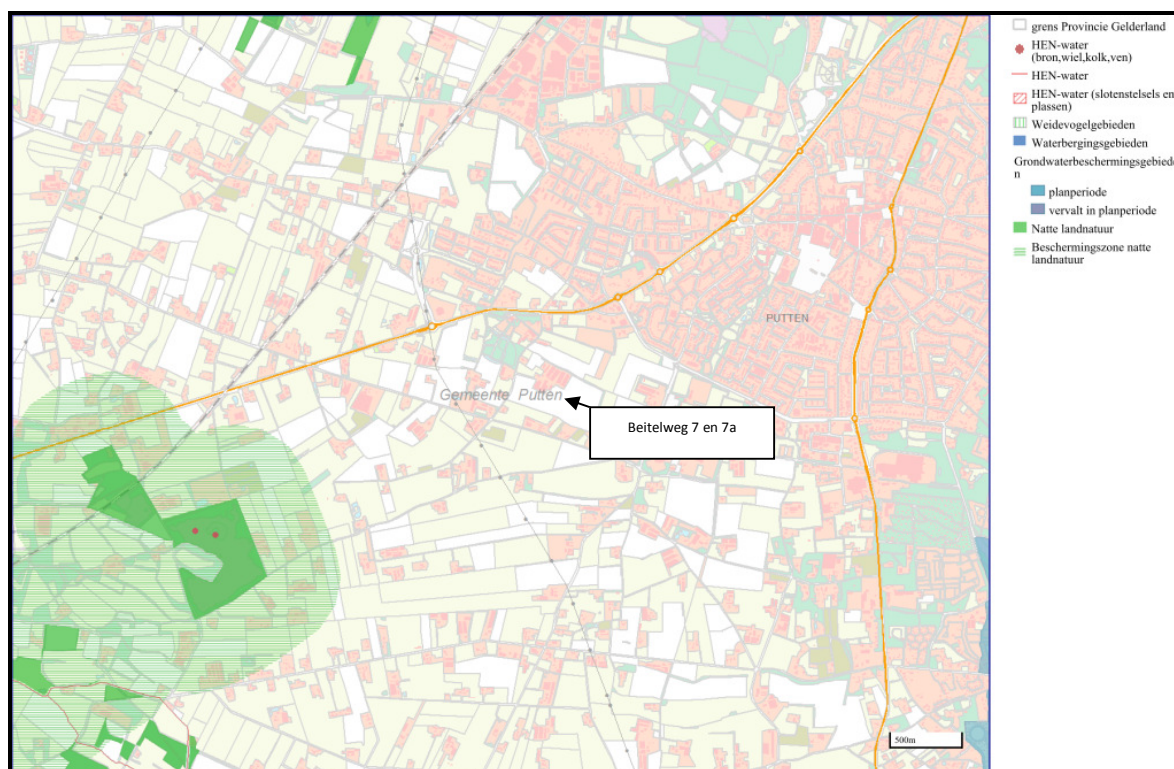 grens Provincie Gelderland
HEN-water
(bron,wiel,kolk,ven)
HEN-water
HEN-water (slotenstelsels en
plassen)
Weidevogelgebieden
Waterbergingsgebieden
Grondwaterbeschermingsgebiede
n
planperiode
vervalt in planperiode
Natte landnatuur
Beschermingszone natte
landnatuur
PUTTEN
Gemeente Putten
Beitelweg 7 en 7a
500m